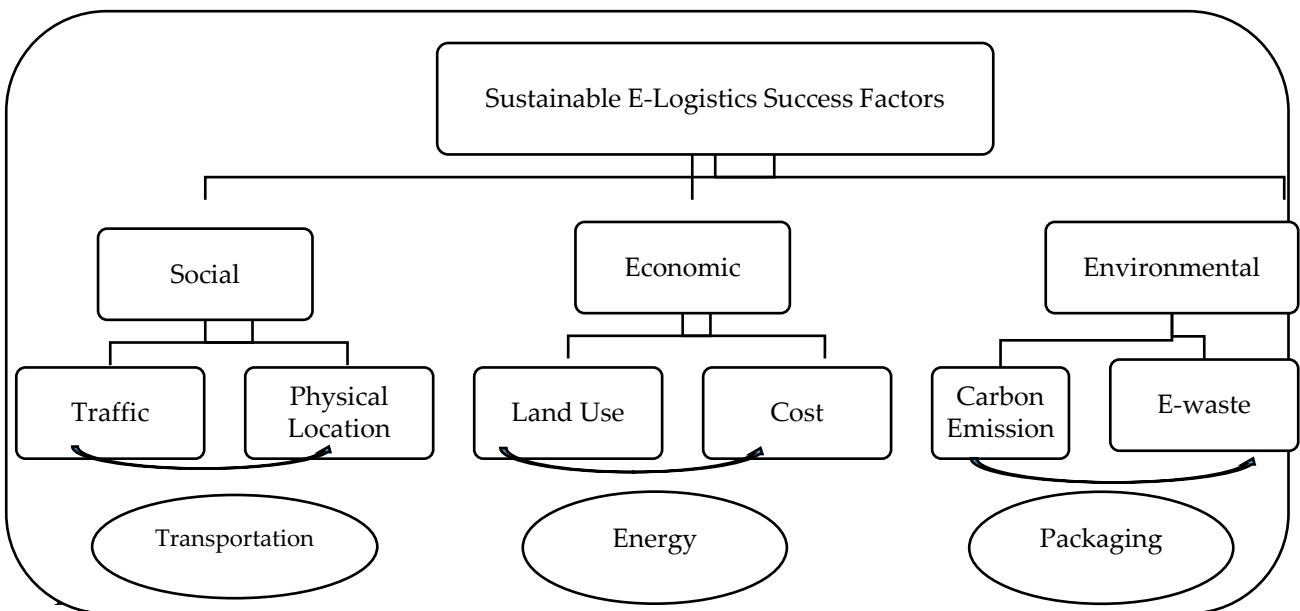 Sustainable E-Logistics Success Factors
Social
Economic
Environmental
Traffic
Physical
Location
Land Use
Cost
Carbon
Emission
E-waste
Transportation
Energy
Packaging